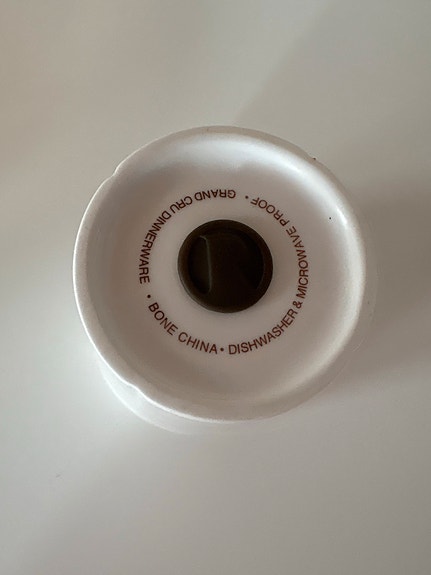 GRAND CRU DINNERWARE • BONE CHINA • DISHWASHER & MICROWAVE PROOF •